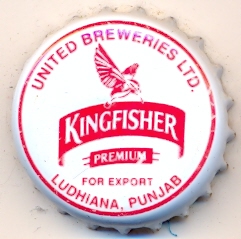 UNITED BREWERIES LTD.
KINGFISHER
PREMIUM
FOR EXPORT
LUDHIANA, PUNJAB